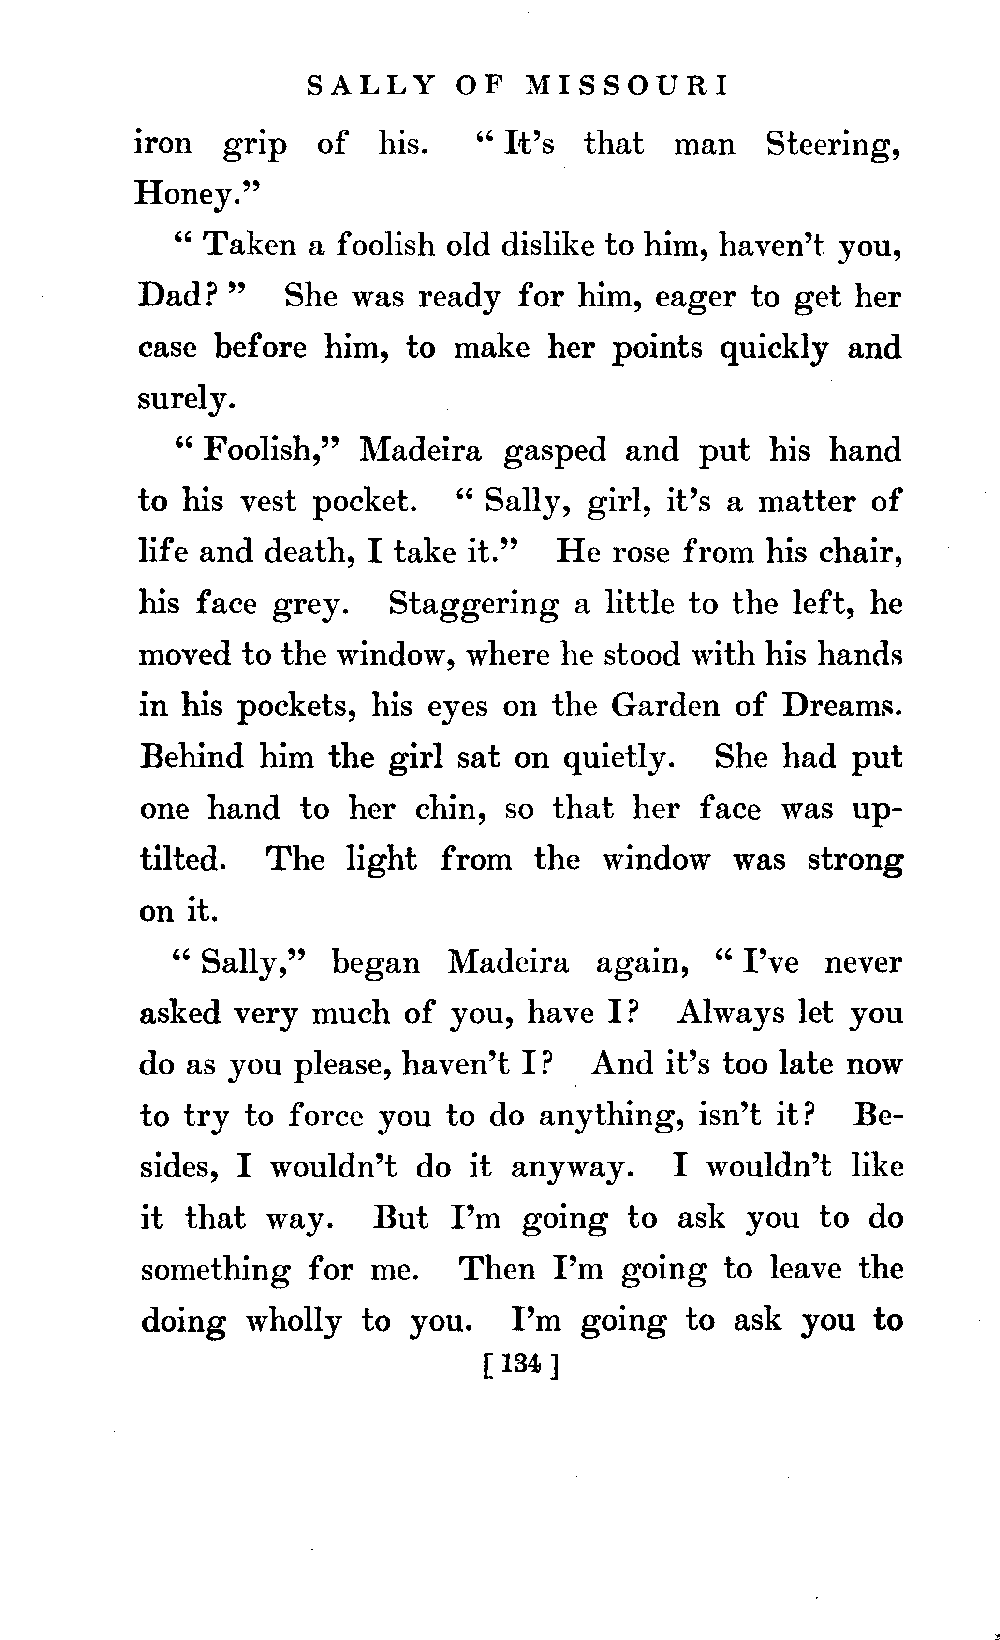 SALLY OF MISSOURI
iron grip of his. “ It’s that man Steering,
Honey.”
“ Taken a foolish old dislike to him, haven’t you,
Dad? ” She was ready for him, eager to get her
case before him, to make her points quickly and
surely.
“ Foolish,” Madeira gasped and put his hand
to his vest pocket. “ Sally, girl, it’s a matter of
life and death, I take it.” He rose from his chair,
his face grey. Staggering a little to the left, he
moved to the window, where he stood with his hands
in his pockets, his eyes on the Garden of Dreams.
Behind him the girl sat on quietly. She had put
one hand to her chin, so that her face was up-
tilted. The light from the window was strong
on it.
“ Sally,” began Madeira again, “ I’ve never
asked very much of you, have I? Always let you
do as you please, haven’t I? And it’s too late now
to try to force you to do anything, isn’t it? Be-
sides, I wouldn’t do it anyway. I wouldn’t like
it that way. But I’m going to ask you to do
something for me. Then I’m going to leave the
doing wholly to you. I’m going to ask you to
[ 134 ]